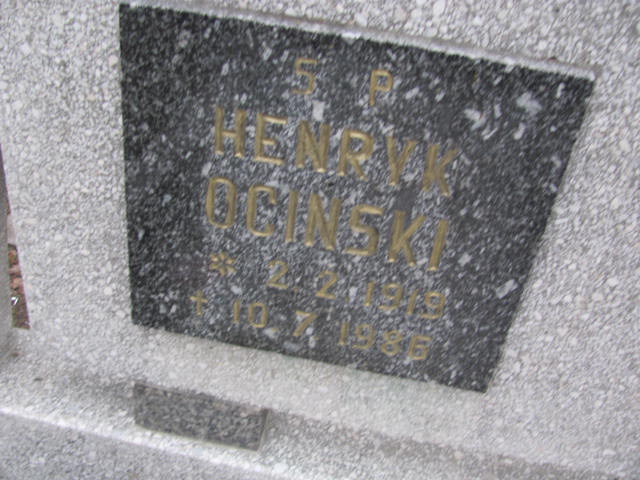 S P
HENRYK
OCINSKI
* 2.2 1919
† 10.7 1986